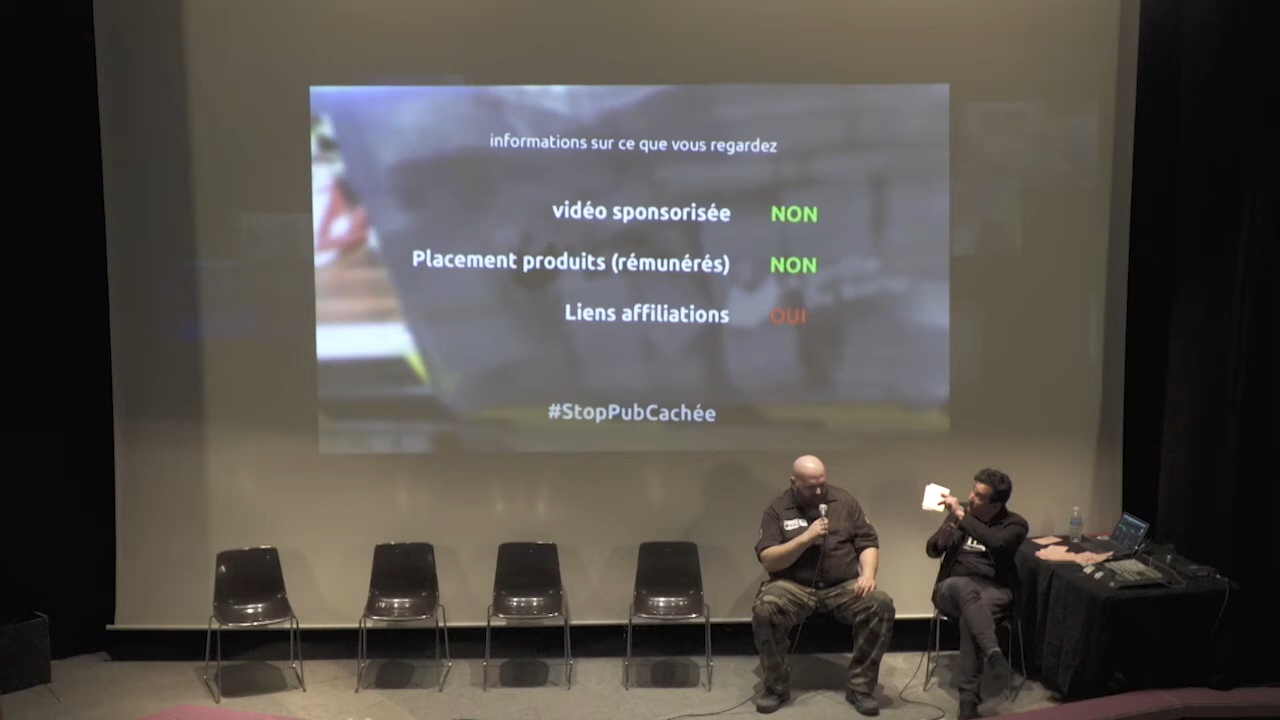 informations sur ce que vous regardez
vidéo sponsorisée NON
Placement produits (rémunérés) NON
Liens affiliations OUI
#StopPubCachée